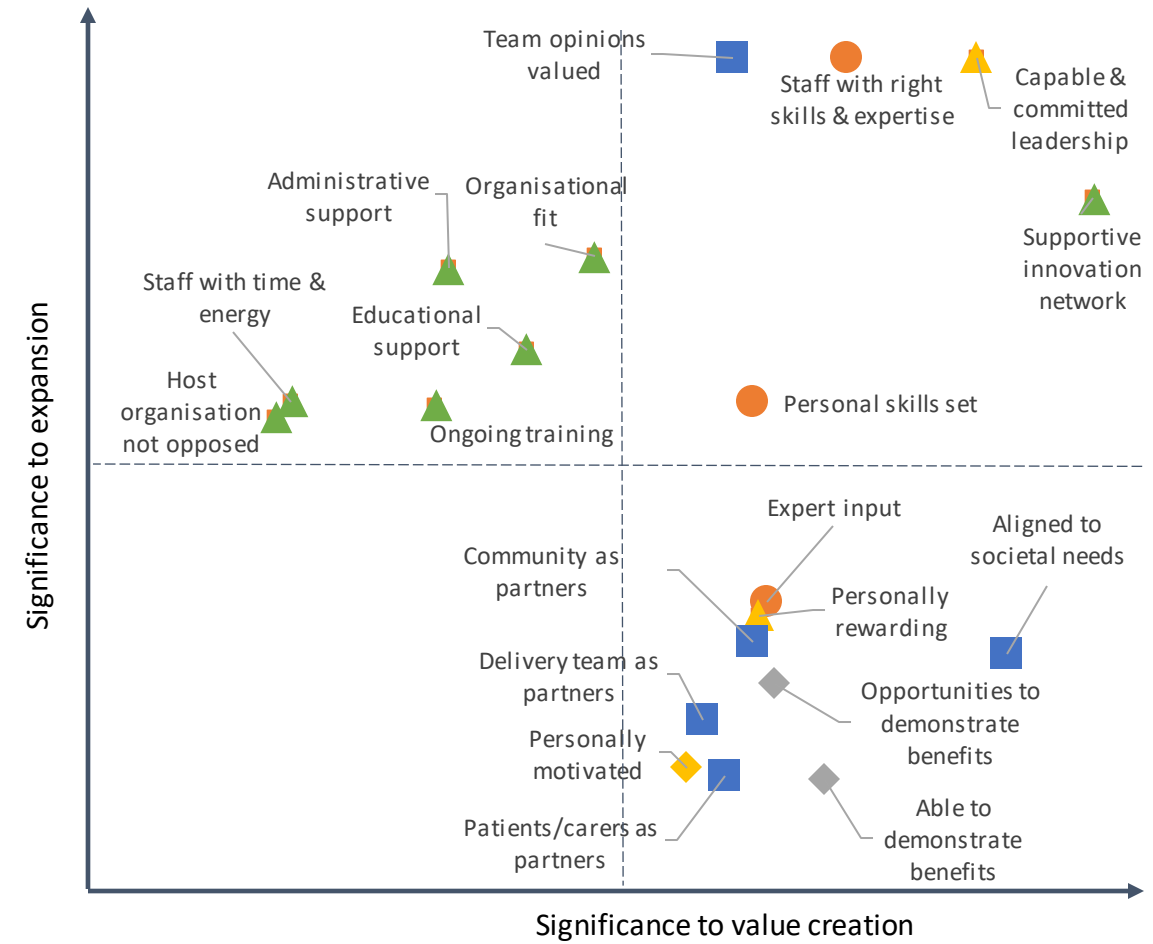 Team opinions
valued
Staff with right
skills & expertise
Capable &
committed
leadership
Administrative
support
Organisational
fit
Supportive
innovation
network
Staff with time &
energy
Educational
support
Host
organisation
not opposed
Ongoing training
Personal skills set
Significance to expansion
Expert input
Aligned to
societal needs
Community as
partners
Personally
rewarding
Delivery team as
partners
Opportunities to
demonstrate
benefits
Personally
motivated
Able to
demonstrate
benefits
Patients/carers as
partners
Significance to value creation